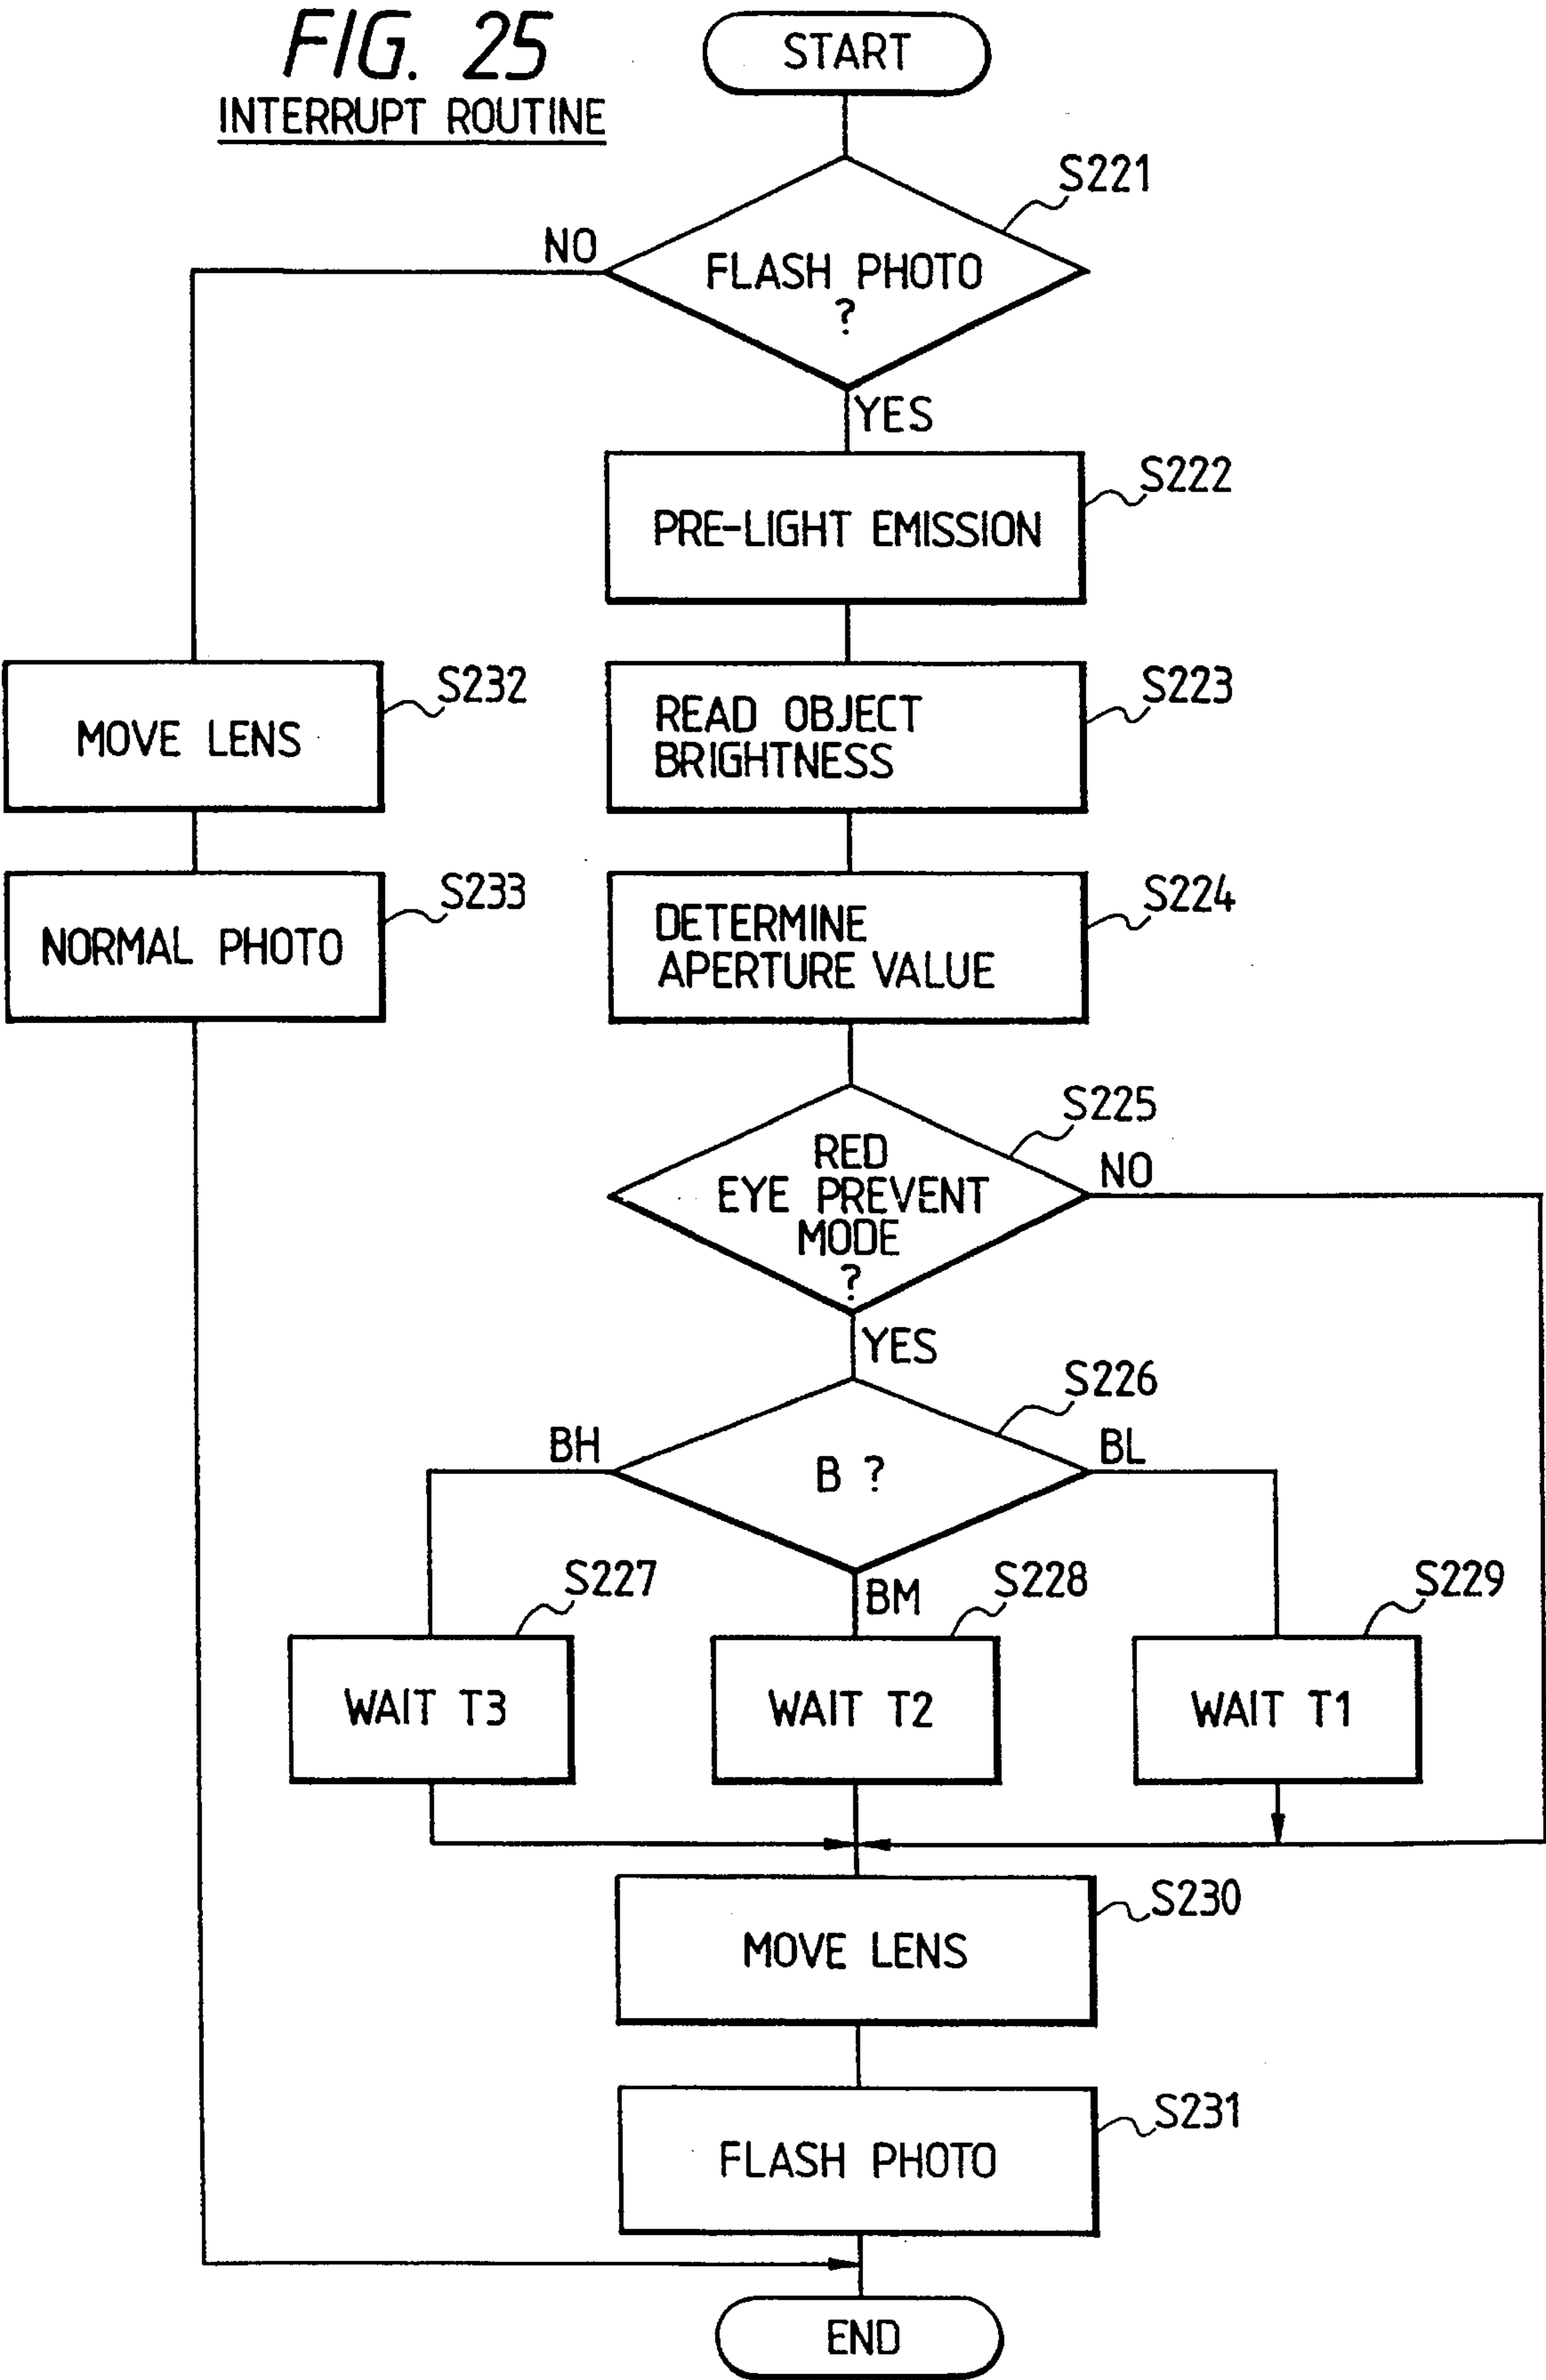 FIG. 25
INTERRUPT ROUTINE
START
S221
NO
FLASH PHOTO
?
YES
S222
PRE-LIGHT EMISSION
S232
MOVE LENS
S223
READ OBJECT
BRIGHTNESS
S233
NORMAL PHOTO
S224
DETERMINE
APERTURE VALUE
S225
RED
EYE PREVENT
MODE
?
NO
YES
S226
BH
B ?
BL
BM
S227
WAIT T3
S228
WAIT T2
S229
WAIT T1
S230
MOVE LENS
S231
FLASH PHOTO
END